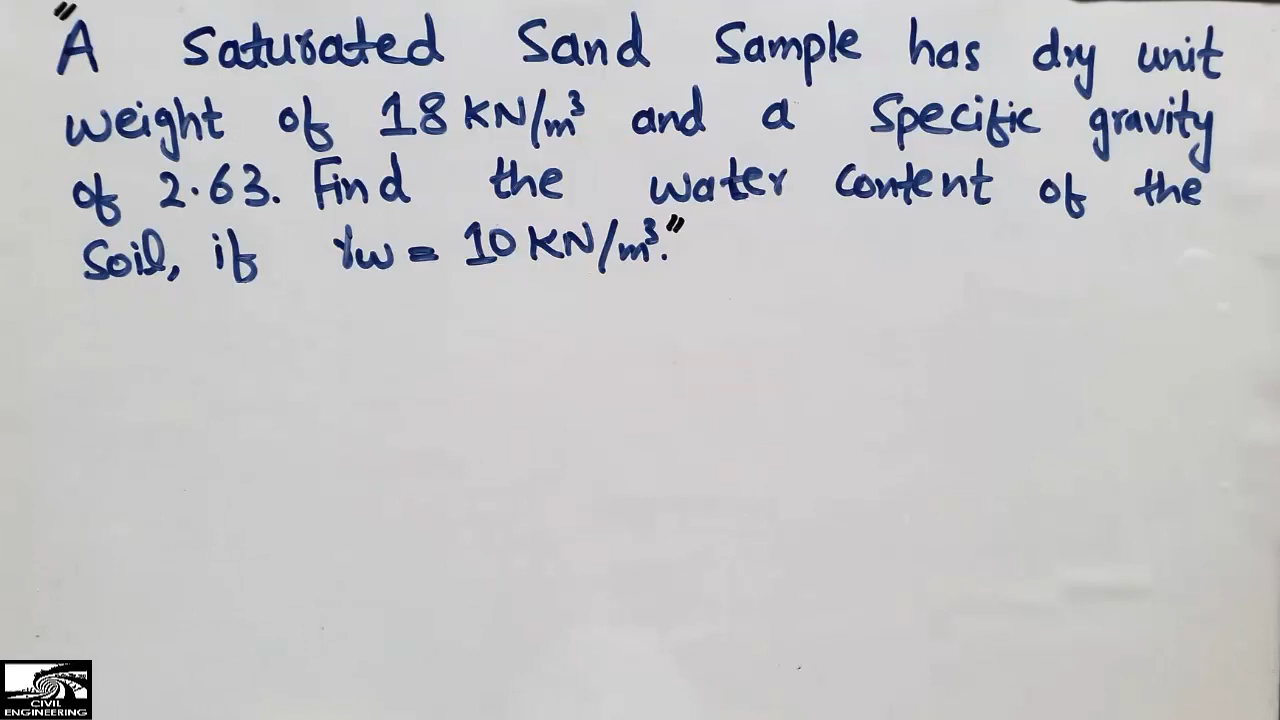 "A Saturated Sand Sample has dry unit
weight of 18 KN/m³ and a Specific gravity
of 2.63. Find the water content of the
Soil, if γw = 10 KN/m³."
CIVIL
ENGINEERING